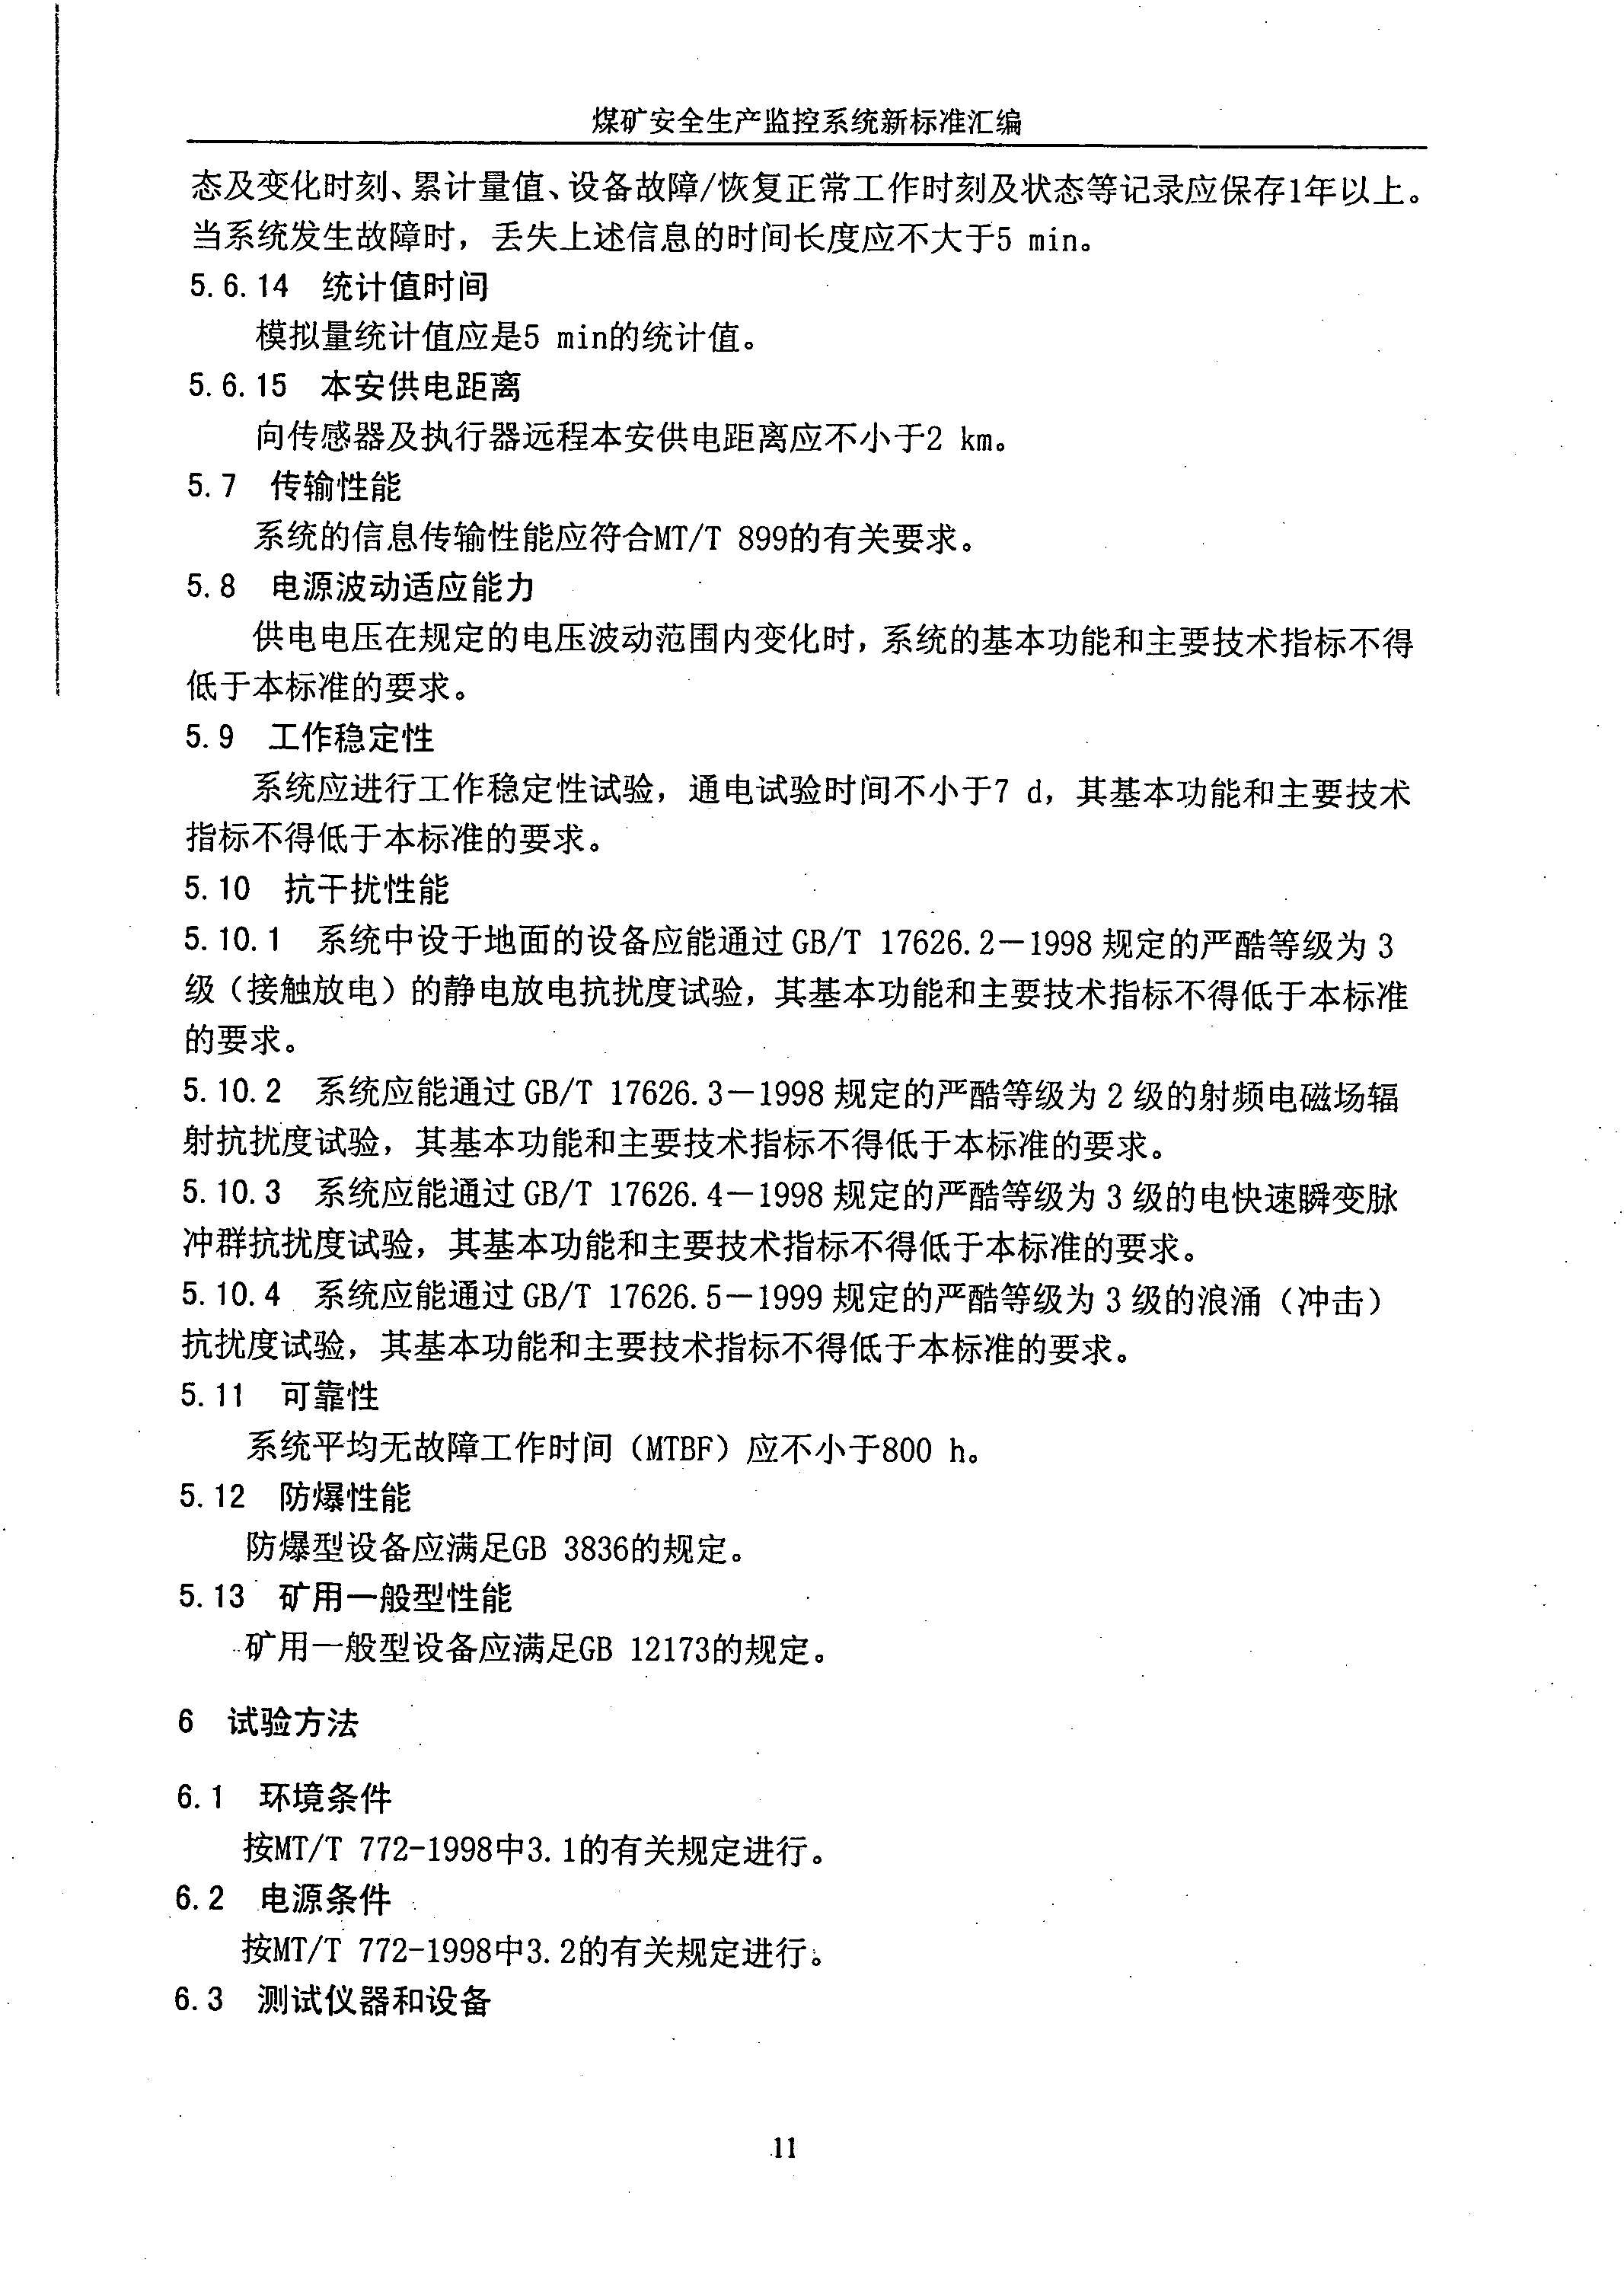 煤矿安全生产监控系统新标准汇编
态及变化时刻、累计量值、设备故障/恢复正常工作时刻及状态等记录应保存1年以上。
当系统发生故障时，丢失上述信息的时间长度应不大于5 min。
5.6.14 统计值时间
模拟量统计值应是5 min的统计值。
5.6.15 本安供电距离
向传感器及执行器远程本安供电距离应不小于2 km。
5.7 传输性能
系统的信息传输性能应符合MT/T 899的有关要求。
5.8 电源波动适应能力
供电电压在规定的电压波动范围内变化时，系统的基本功能和主要技术指标不得
低于本标准的要求。
5.9 工作稳定性
系统应进行工作稳定性试验，通电试验时间不小于7 d，其基本功能和主要技术
指标不得低于本标准的要求。
5.10 抗干扰性能
5.10.1 系统中设于地面的设备应能通过 GB/T 17626.2－1998 规定的严酷等级为 3
级（接触放电）的静电放电抗扰度试验，其基本功能和主要技术指标不得低于本标准
的要求。
5.10.2 系统应能通过 GB/T 17626.3－1998 规定的严酷等级为 2 级的射频电磁场辐
射抗扰度试验，其基本功能和主要技术指标不得低于本标准的要求。
5.10.3 系统应能通过 GB/T 17626.4－1998 规定的严酷等级为 3 级的电快速瞬变脉
冲群抗扰度试验，其基本功能和主要技术指标不得低于本标准的要求。
5.10.4 系统应能通过 GB/T 17626.5－1999 规定的严酷等级为 3 级的浪涌（冲击）
抗扰度试验，其基本功能和主要技术指标不得低于本标准的要求。
5.11 可靠性
系统平均无故障工作时间（MTBF）应不小于800 h。
5.12 防爆性能
防爆型设备应满足GB 3836的规定。
5.13 矿用一般型性能
矿用一般型设备应满足GB 12173的规定。
6 试验方法
6.1 环境条件
按MT/T 772-1998中3.1的有关规定进行。
6.2 电源条件
按MT/T 772-1998中3.2的有关规定进行。
6.3 测试仪器和设备
11